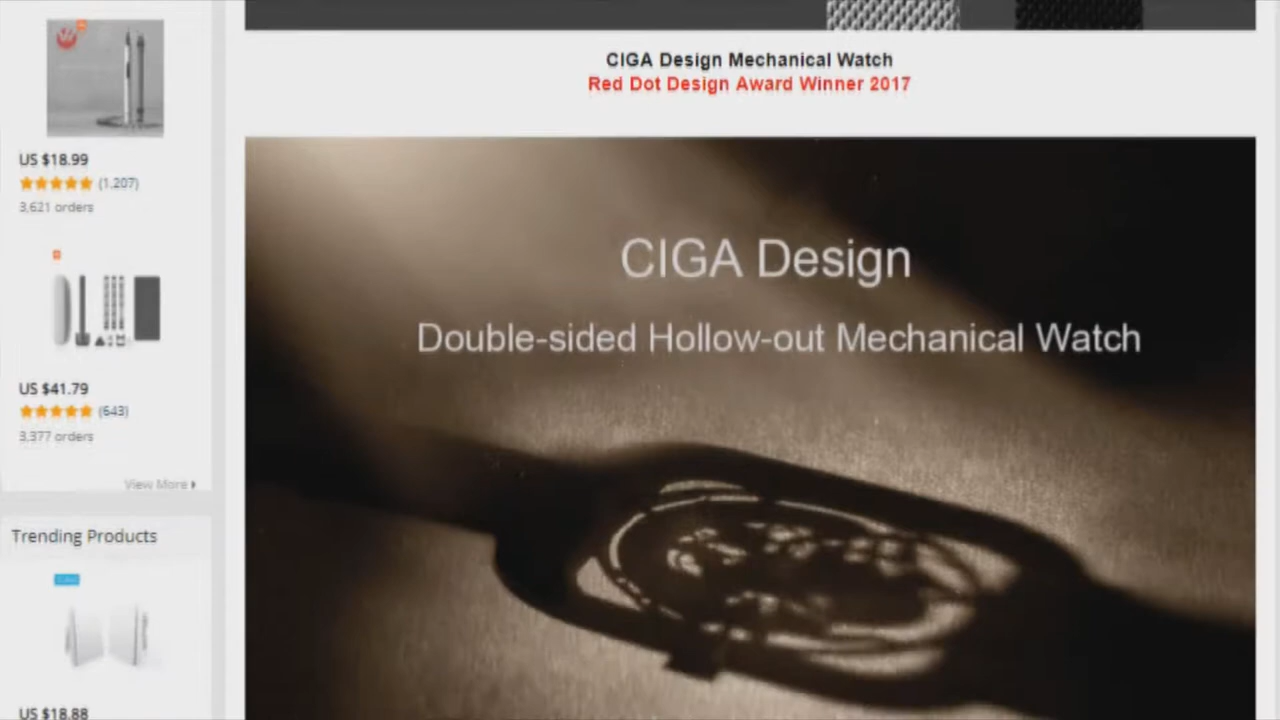 CIGA Design Mechanical Watch
Red Dot Design Award Winner 2017
CIGA Design
Double-sided Hollow-out Mechanical Watch
US $18.99
(1,207)
3,621 orders
US $41.79
(643)
3,377 orders
View More
Trending Products
US $18.88